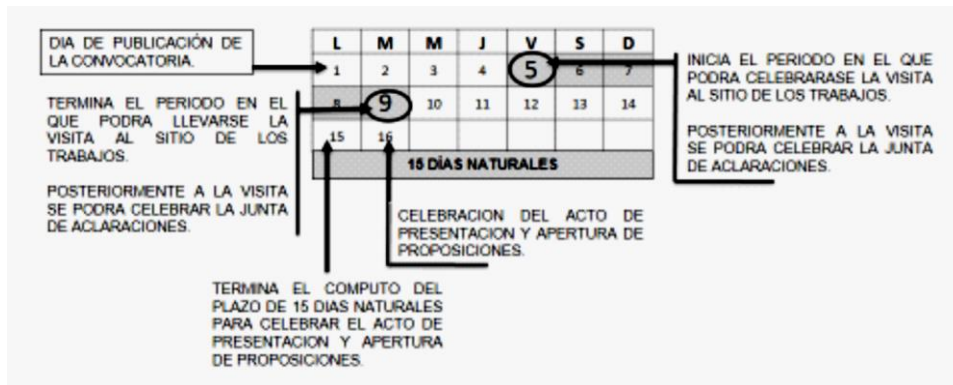 DIA DE PUBLICACIÓN DE
LA CONVOCATORIA.
L M M J V S D
1 2 3 4 5 6 7
8 9 10 11 12 13 14
15 16
15 DÍAS NATURALES
INICIA EL PERIODO EN EL QUE
PODRA CELEBRARASE LA VISITA
AL SITIO DE LOS TRABAJOS.
POSTERIORMENTE A LA VISITA
SE PODRA CELEBRAR LA JUNTA
DE ACLARACIONES.
TERMINA EL PERIODO EN EL
QUE PODRA LLEVARSE LA
VISITA AL SITIO DE LOS
TRABAJOS.
POSTERIORMENTE A LA VISITA
SE PODRA CELEBRAR LA JUNTA
DE ACLARACIONES.
CELEBRACION DEL ACTO DE
PRESENTACION Y APERTURA DE
PROPOSICIONES.
TERMINA EL COMPUTO DEL
PLAZO DE 15 DIAS NATURALES
PARA CELEBRAR EL ACTO DE
PRESENTACION Y APERTURA
DE PROPOSICIONES.